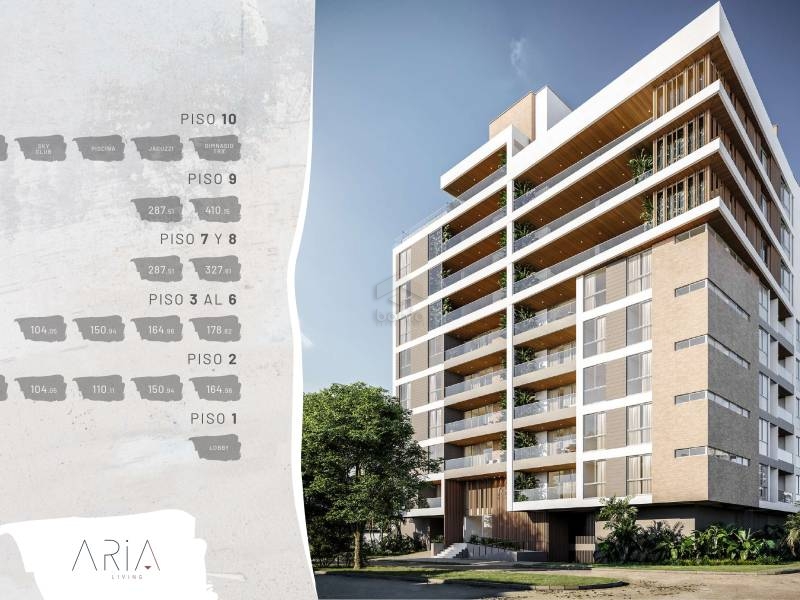 PISO 10
SKY
CLUB
PISCINA
JACUZZI
GIMNASIO
TRX
PISO 9
287.51
410.15
PISO 7 Y 8
287.51
327.81
PISO 3 AL 6
104.05
150.94
164.96
178.82
PISO 2
104.05
110.11
150.94
164.96
PISO 1
LOBBY
ARIA
LIVING